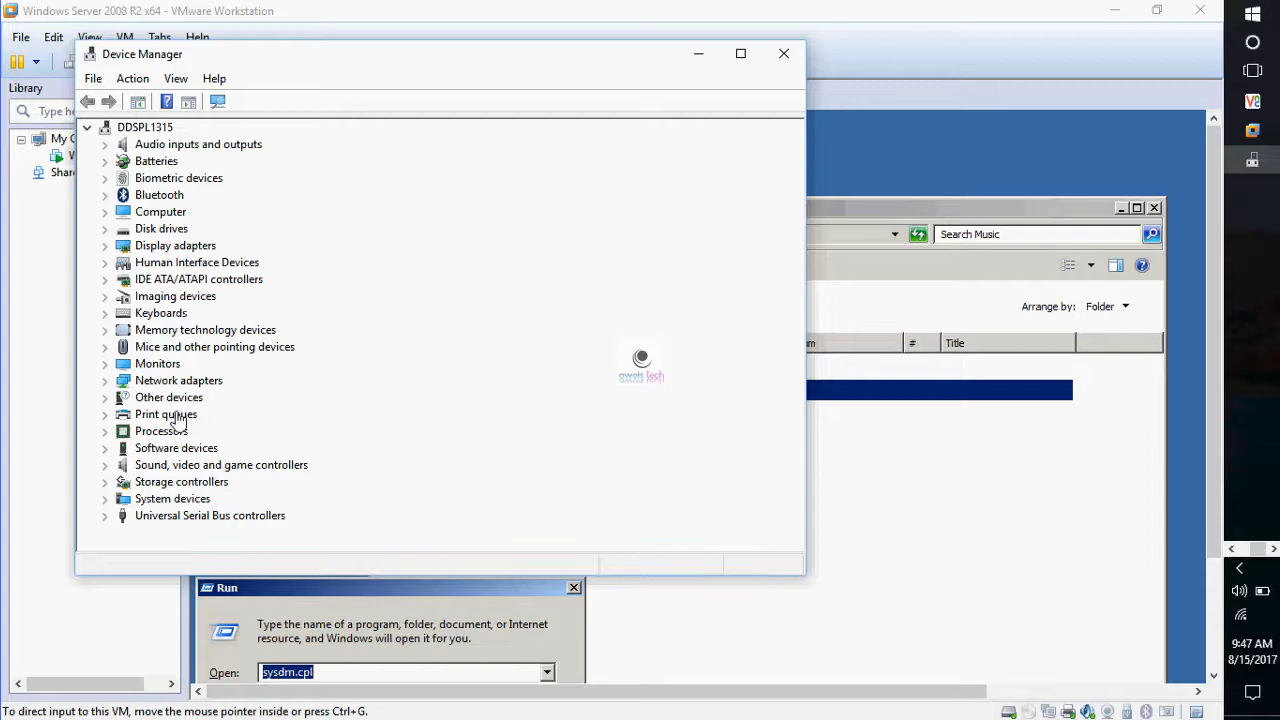 Windows Server 2008 R2 x64 - VMware Workstation
File Edit View VM Tabs Help
Library
Type he
My C
W
Share
Device Manager
File Action View Help
DDSPL1315
Audio inputs and outputs
Batteries
Biometric devices
Bluetooth
Computer
Disk drives
Display adapters
Human Interface Devices
IDE ATA/ATAPI controllers
Imaging devices
Keyboards
Memory technology devices
Mice and other pointing devices
Monitors
Network adapters
Other devices
Print queues
Processors
Software devices
Sound, video and game controllers
Storage controllers
System devices
Universal Serial Bus controllers
Search Music
Arrange by: Folder
m # Title
Run
Type the name of a program, folder, document, or Internet
resource, and Windows will open it for you.
Open: sysdm.cpl
To direct input to this VM, move the mouse pointer inside or press Ctrl+G.
9:47 AM
8/15/2017